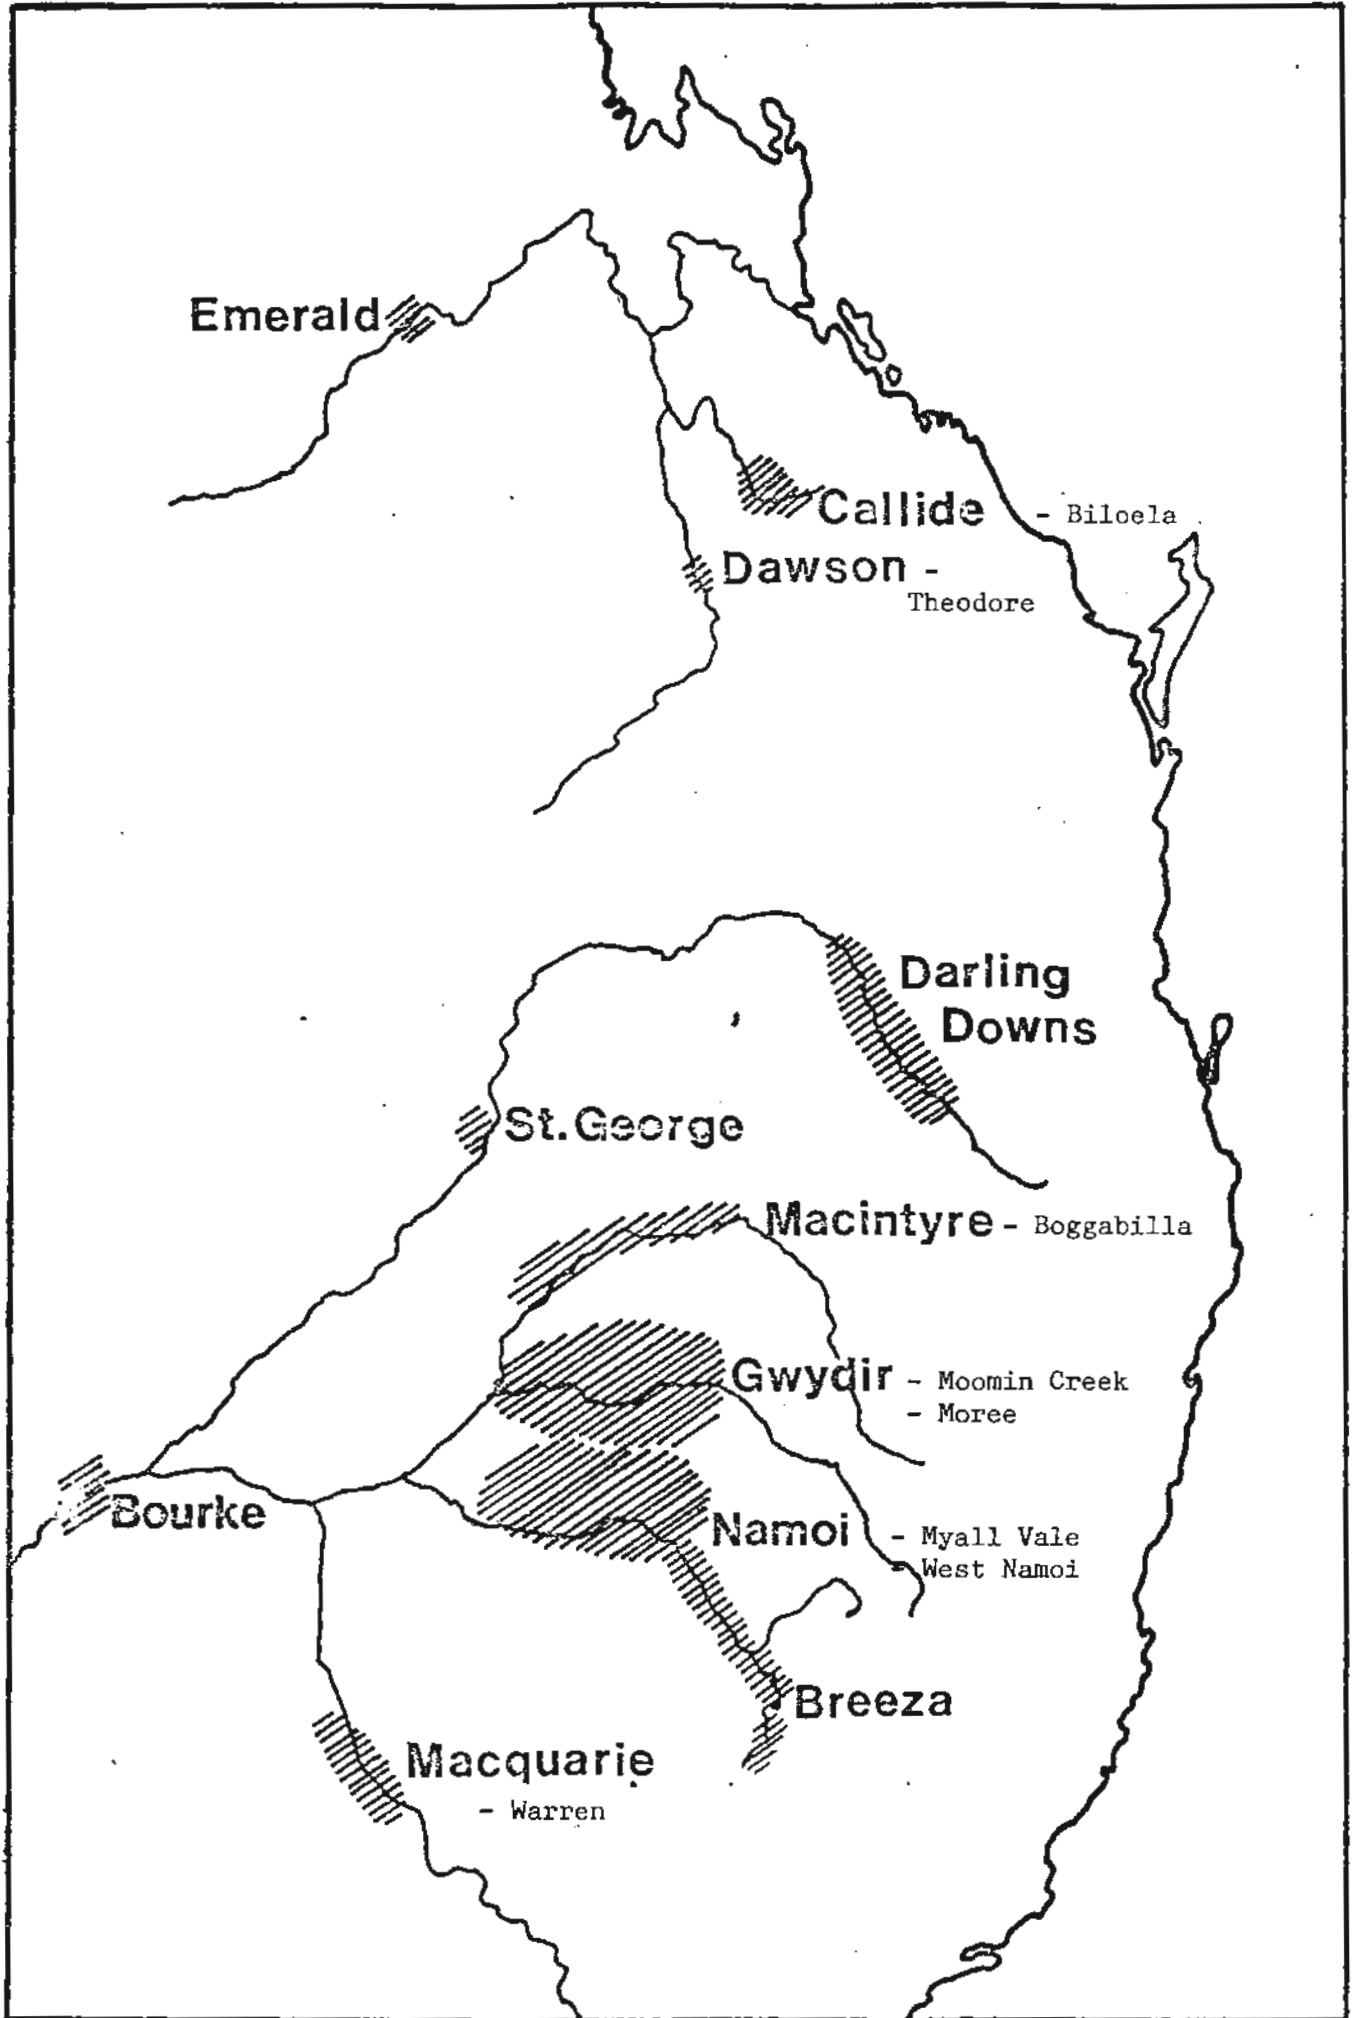 Emerald
Callide - Biloela
Dawson -
Theodore
Darling
Downs
St.George
Macintyre - Boggabilla
Gwydir - Moomin Creek
- Moree
Bourke
Namoi - Myall Vale
West Namoi
Breeza
Macquarie
- Warren